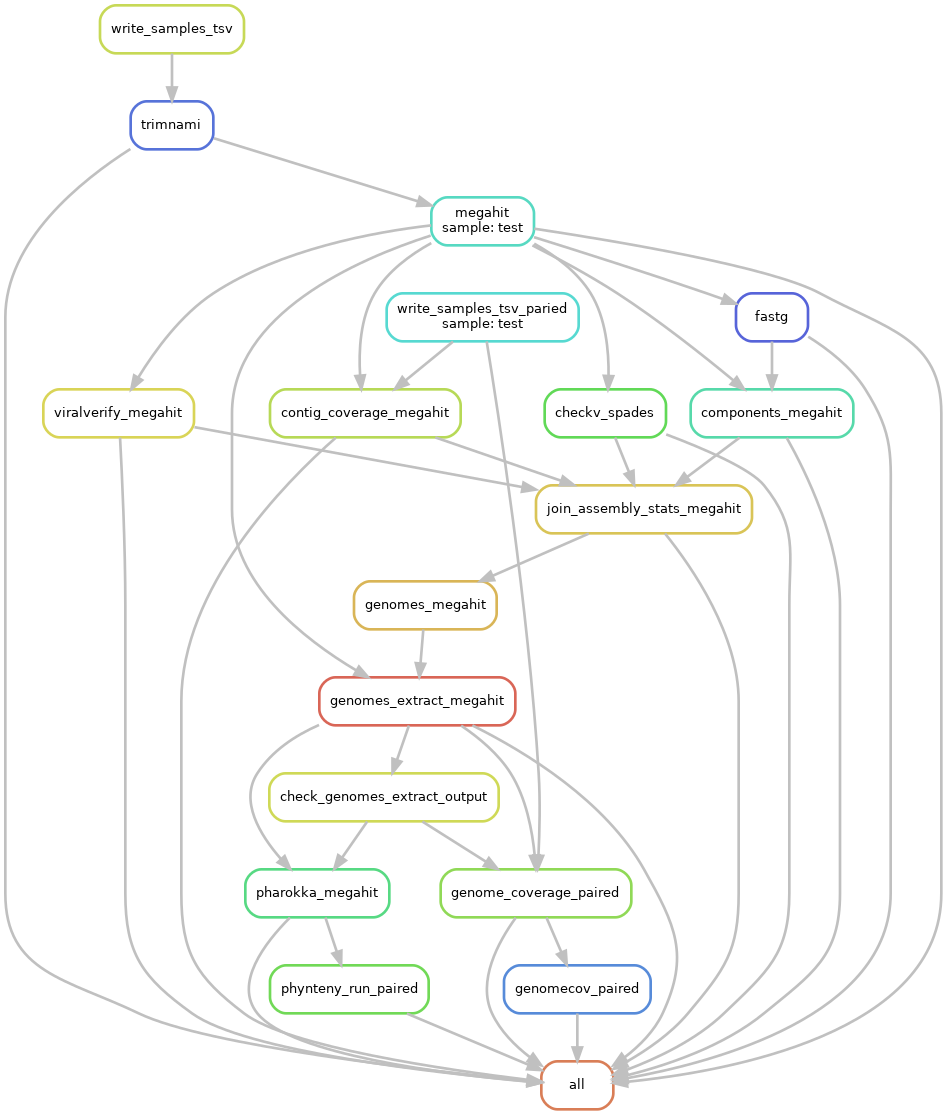 write_samples_tsv
trimnami
megahit
sample: test
write_samples_tsv_paried
sample: test
fastg
viralverify_megahit
contig_coverage_megahit
checkv_spades
components_megahit
join_assembly_stats_megahit
genomes_megahit
genomes_extract_megahit
check_genomes_extract_output
pharokka_megahit
genome_coverage_paired
phynteny_run_paired
genomecov_paired
all